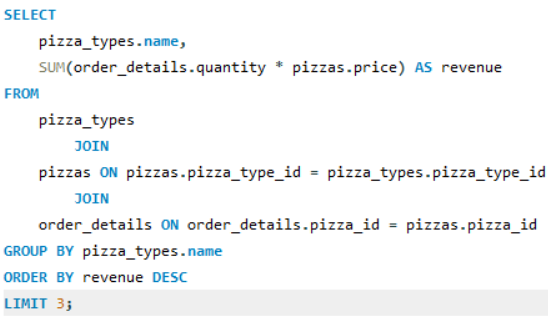 SELECT
pizza_types.name,
SUM(order_details.quantity * pizzas.price) AS revenue
FROM
pizza_types
JOIN
pizzas ON pizzas.pizza_type_id = pizza_types.pizza_type_id
JOIN
order_details ON order_details.pizza_id = pizzas.pizza_id
GROUP BY pizza_types.name
ORDER BY revenue DESC
LIMIT 3;